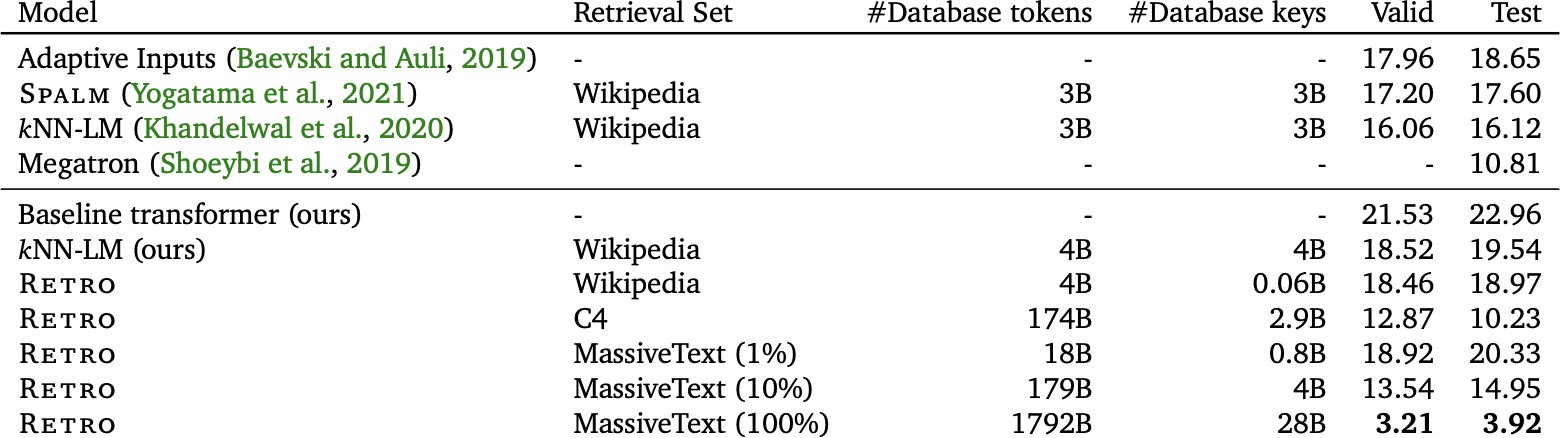 Model Retrieval Set #Database tokens #Database keys Valid Test
Adaptive Inputs (Baevski and Auli, 2019) - - - 17.96 18.65
SPALM (Yogatama et al., 2021) Wikipedia 3B 3B 17.20 17.60
kNN-LM (Khandelwal et al., 2020) Wikipedia 3B 3B 16.06 16.12
Megatron (Shoeybi et al., 2019) - - - - 10.81
Baseline transformer (ours) - - - 21.53 22.96
kNN-LM (ours) Wikipedia 4B 4B 18.52 19.54
RETRO Wikipedia 4B 0.06B 18.46 18.97
RETRO C4 174B 2.9B 12.87 10.23
RETRO MassiveText (1%) 18B 0.8B 18.92 20.33
RETRO MassiveText (10%) 179B 4B 13.54 14.95
RETRO MassiveText (100%) 1792B 28B 3.21 3.92